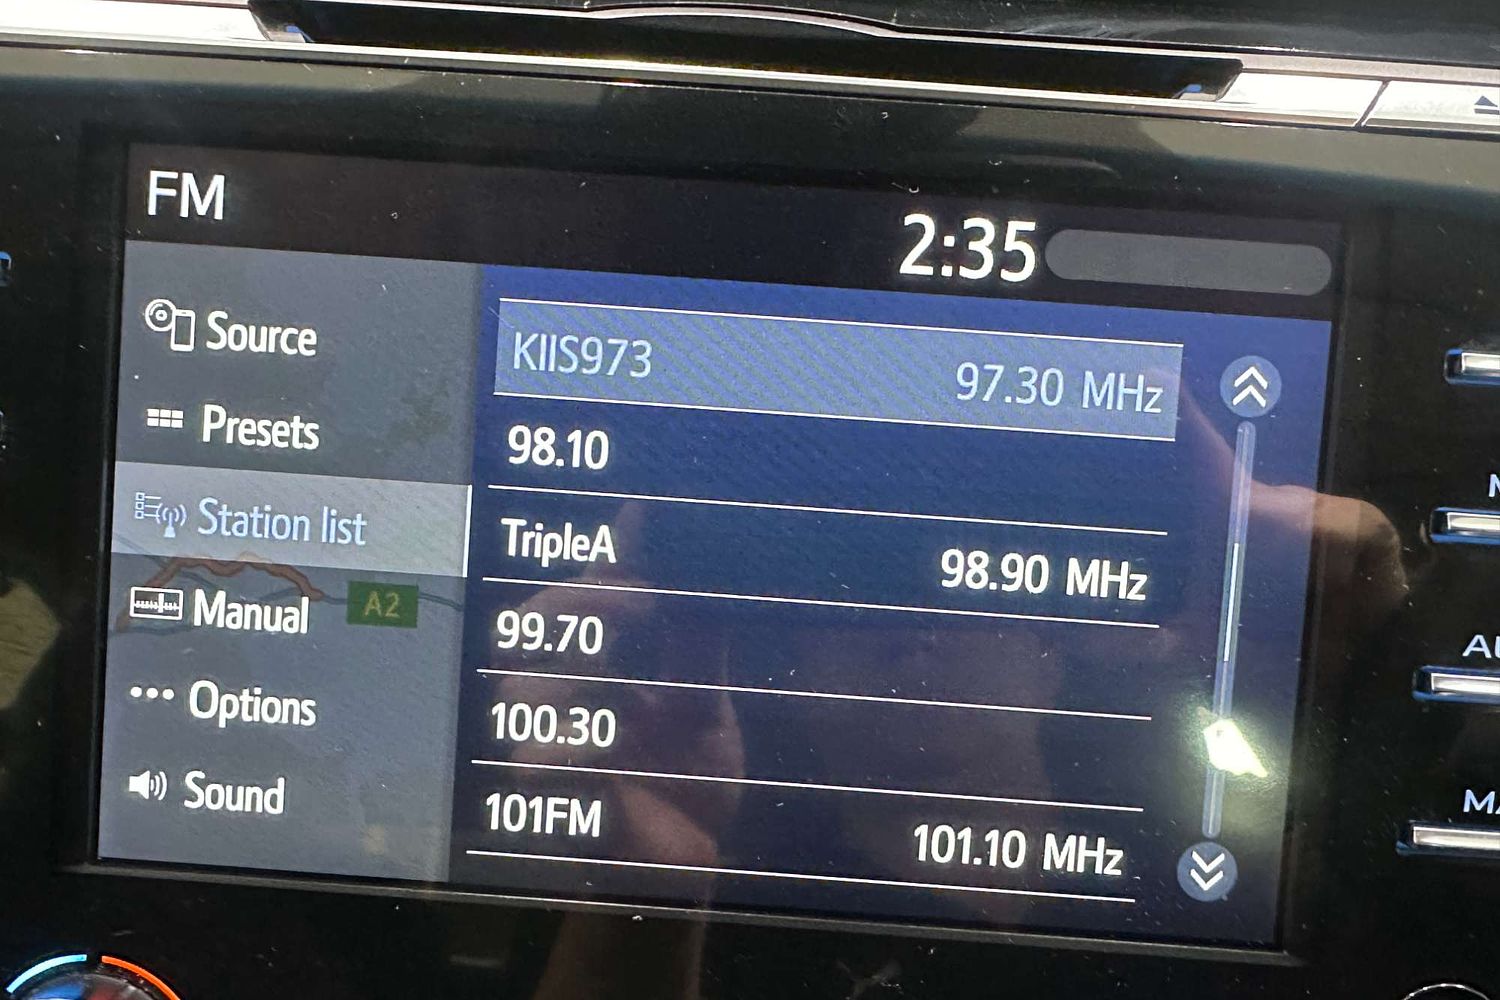 FM
2:35
Source
Presets
Station list
Manual
A2
Options
Sound
KIIS973 97.30 MHz
98.10
TripleA 98.90 MHz
99.70
100.30
101FM 101.10 MHz